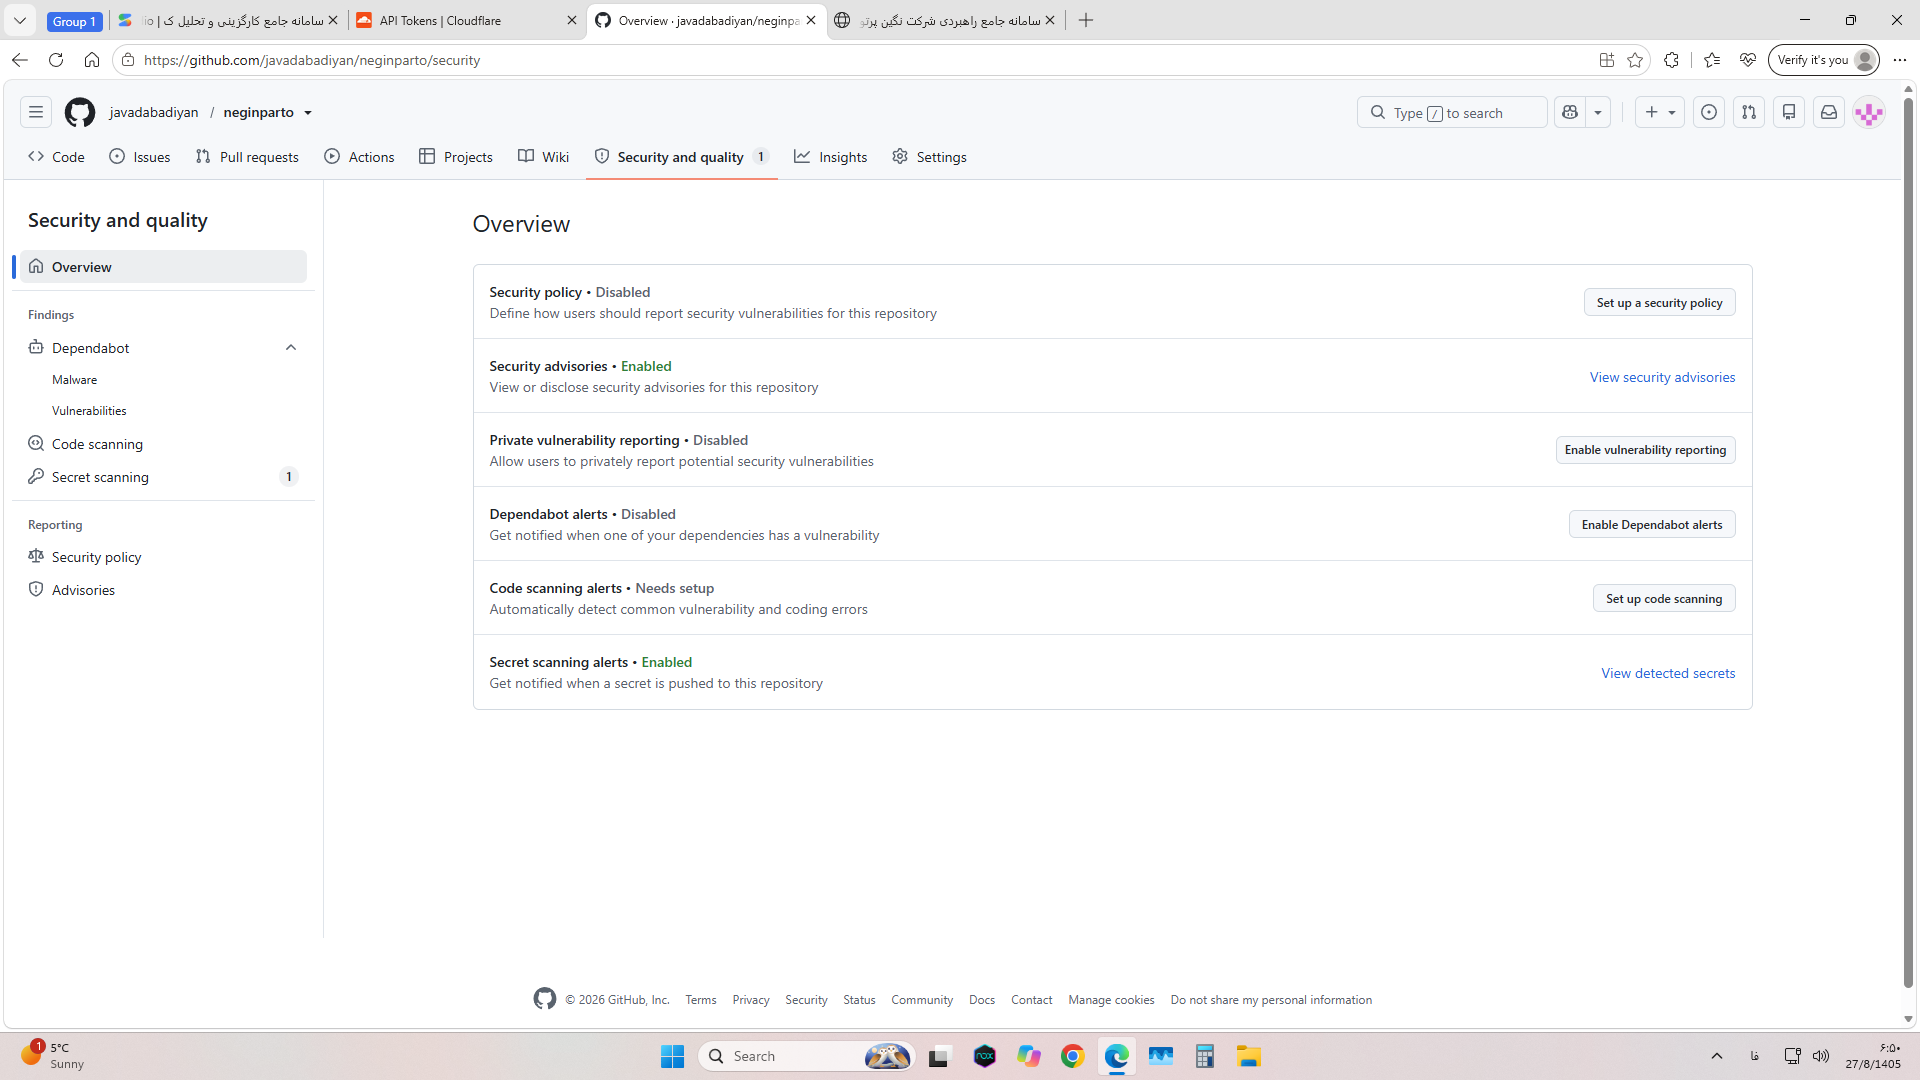 Group 1
سامانه جامع کارگزینی و تحلیل ک | lio
API Tokens | Cloudflare
Overview · javadabadiyan/neginpa
سامانه جامع راهبردی شرکت نگین پرتو
https://github.com/javadabadiyan/neginparto/security
Verify it's you
javadabadiyan / neginparto
Type / to search
Code
Issues
Pull requests
Actions
Projects
Wiki
Security and quality 1
Insights
Settings
Security and quality
Overview
Findings
Dependabot
Malware
Vulnerabilities
Code scanning
Secret scanning 1
Reporting
Security policy
Advisories
Overview
Security policy • Disabled
Define how users should report security vulnerabilities for this repository
Set up a security policy
Security advisories • Enabled
View or disclose security advisories for this repository
View security advisories
Private vulnerability reporting • Disabled
Allow users to privately report potential security vulnerabilities
Enable vulnerability reporting
Dependabot alerts • Disabled
Get notified when one of your dependencies has a vulnerability
Enable Dependabot alerts
Code scanning alerts • Needs setup
Automatically detect common vulnerability and coding errors
Set up code scanning
Secret scanning alerts • Enabled
Get notified when a secret is pushed to this repository
View detected secrets
© 2026 GitHub, Inc.
Terms
Privacy
Security
Status
Community
Docs
Contact
Manage cookies
Do not share my personal information
1
5°C
Sunny
Search
nox
فا
۶:۵۰
27/8/1405